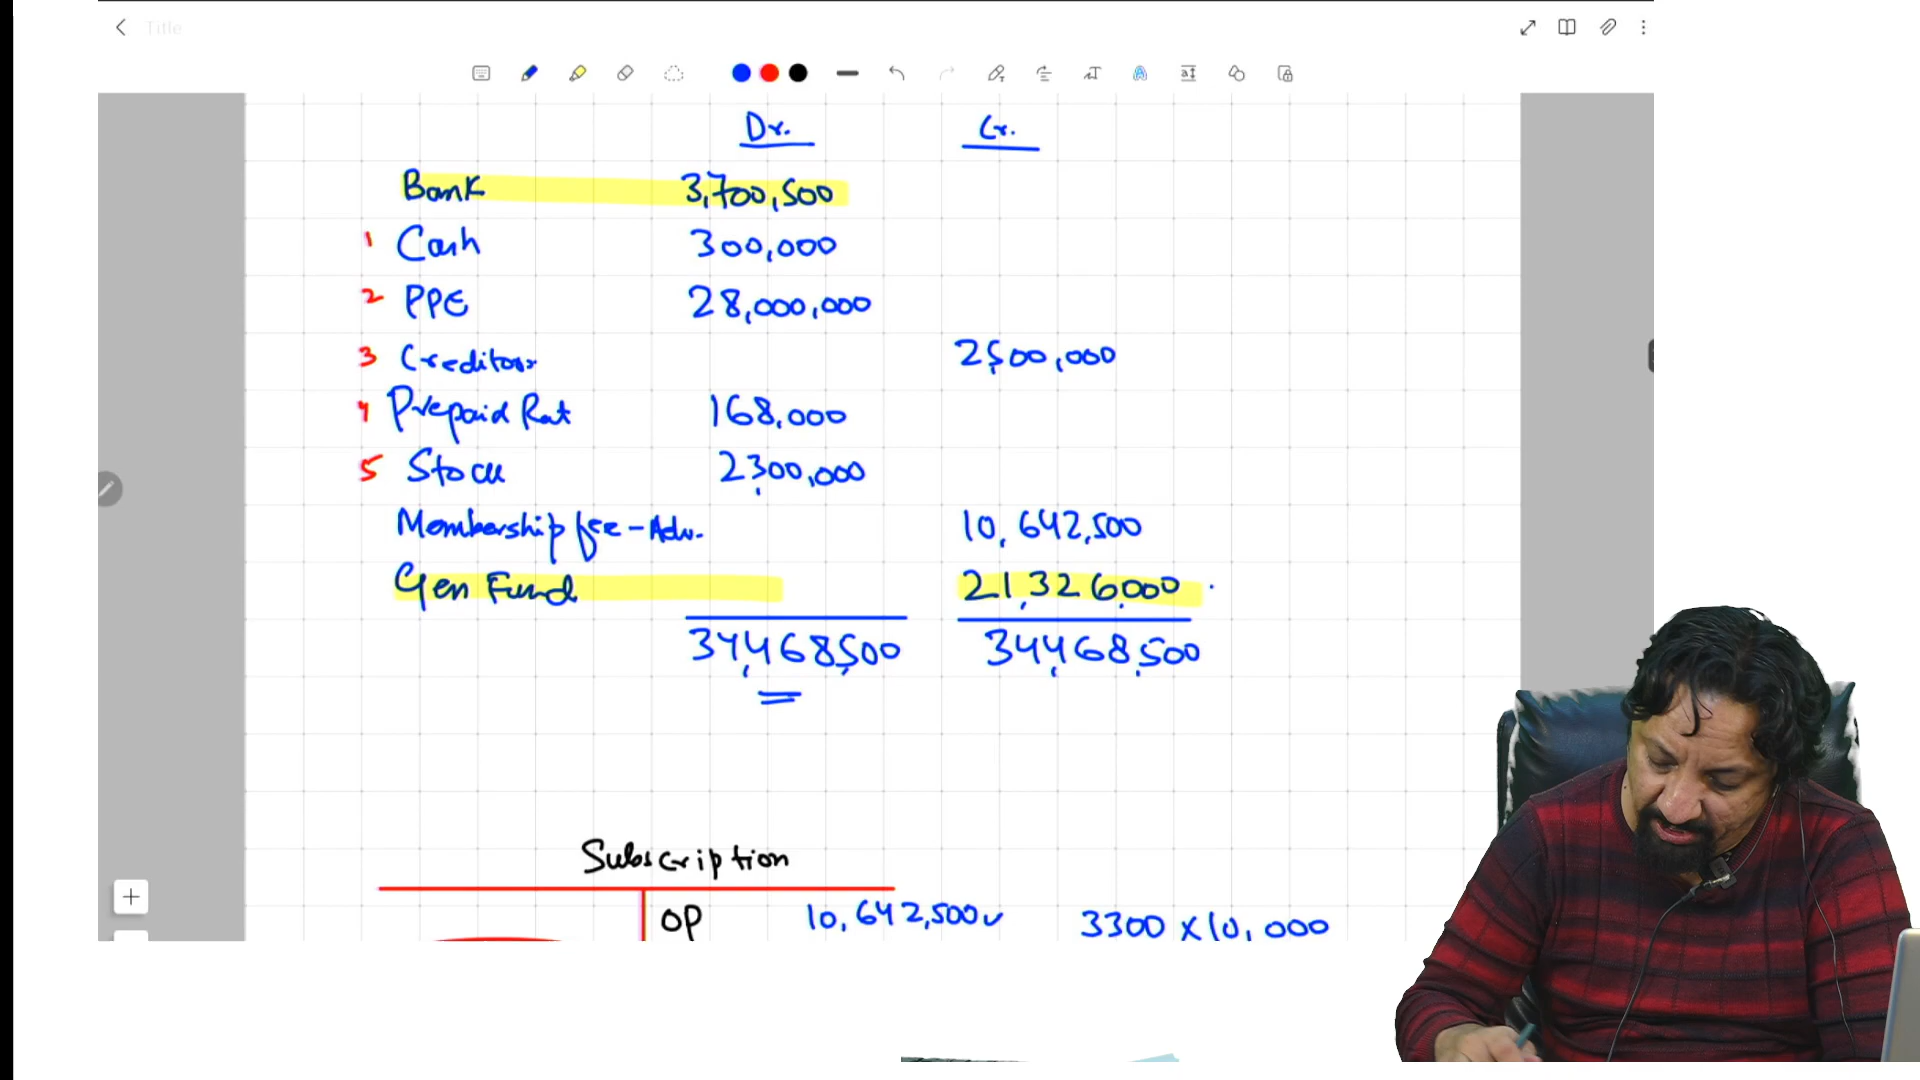 Title
Dr. Cr.
Bank 3,700,500
1 Cash 300,000
2 PPE 28,000,000
3 Creditors 2,500,000
4 Prepaid Rent 168,000
5 Stock 2,300,000
Membership fee - Adv. 10,642,500
Gen Fund 21,326,000
34,468,500 34,468,500
Subscription
OP 10,642,500 3300 x 10,000